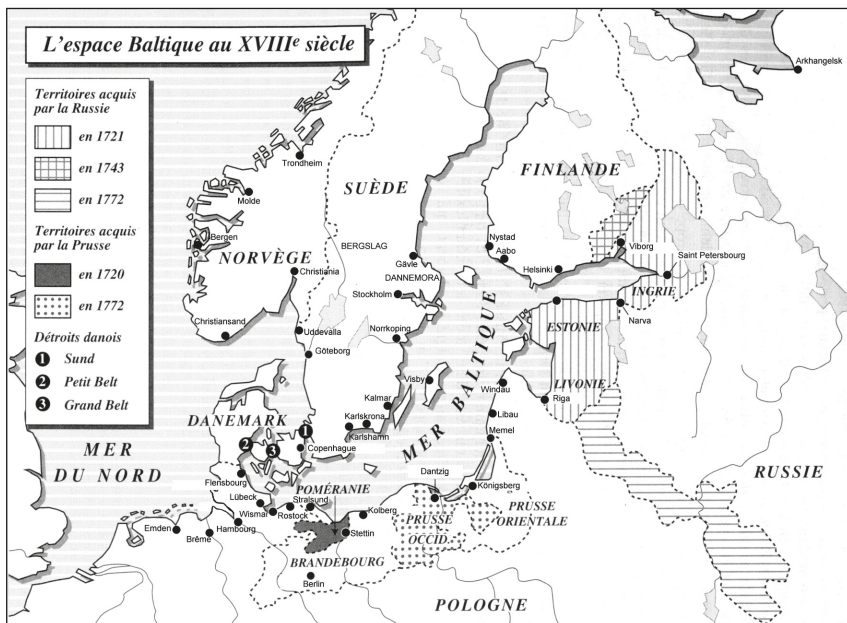 L'espace Baltique au XVIIIe siècle
Territoires acquis
par la Russie
en 1721
en 1743
en 1772
Territoires acquis
par la Prusse
en 1720
en 1772
Détroits danois
1 Sund
2 Petit Belt
3 Grand Belt
Arkhangelsk
Trondheim
Molde
Bergen
NORVÈGE
Christiania
Christiansand
Uddevalla
Göteborg
SUÈDE
BERGSLAG
Gävle
DANNEMORA
Stockholm
Norrkoping
Visby
Kalmar
Karlskrona
Karlshamn
FINLANDE
Nystad
Aabo
Helsinki
Viborg
Saint Petersbourg
INGRIE
Narva
ESTONIE
LIVONIE
Riga
Windau
Libau
Memel
MER BALTIQUE
DANEMARK
1
2
3
Copenhague
Flensbourg
MER
DU NORD
RUSSIE
Lübeck
Wismar
Rostock
Stralsund
POMÉRANIE
Kolberg
Stettin
Dantzig
Königsberg
PRUSSE
OCCID.
PRUSSE
ORIENTALE
Emden
Brême
Hambourg
BRANDEBOURG
Berlin
POLOGNE